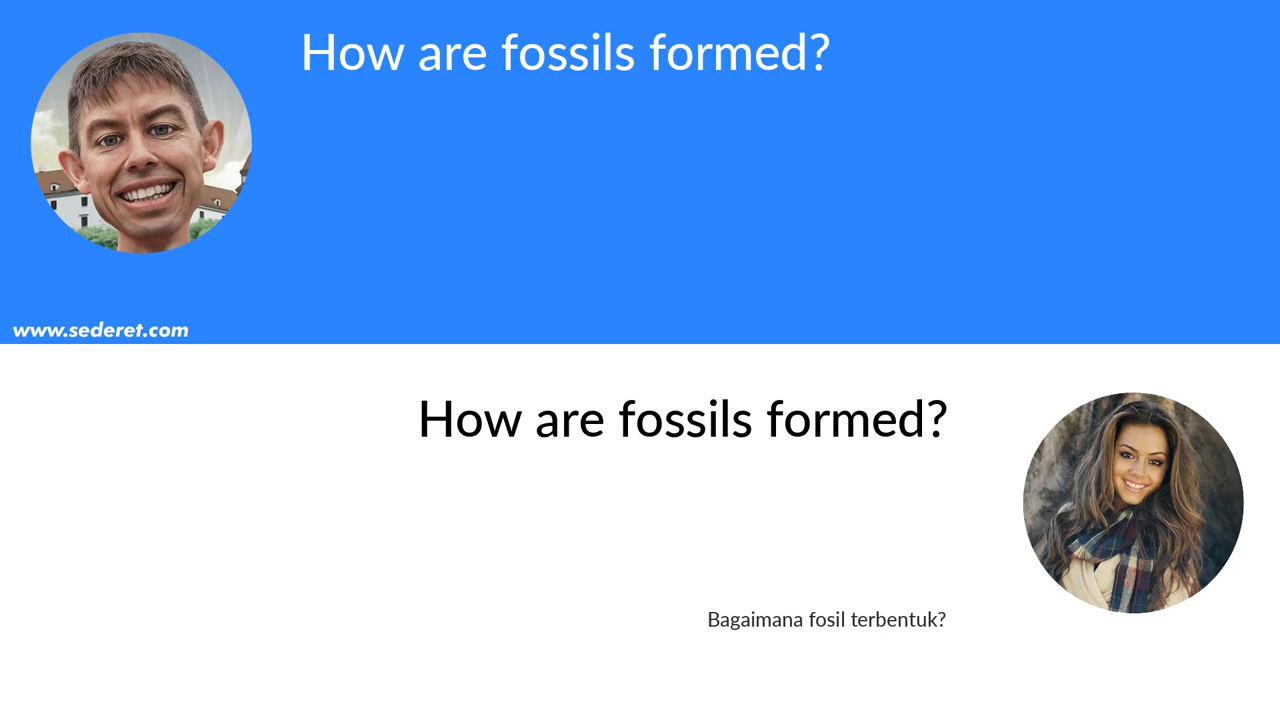 How are fossils formed?
www.sederet.com
How are fossils formed?
Bagaimana fosil terbentuk?